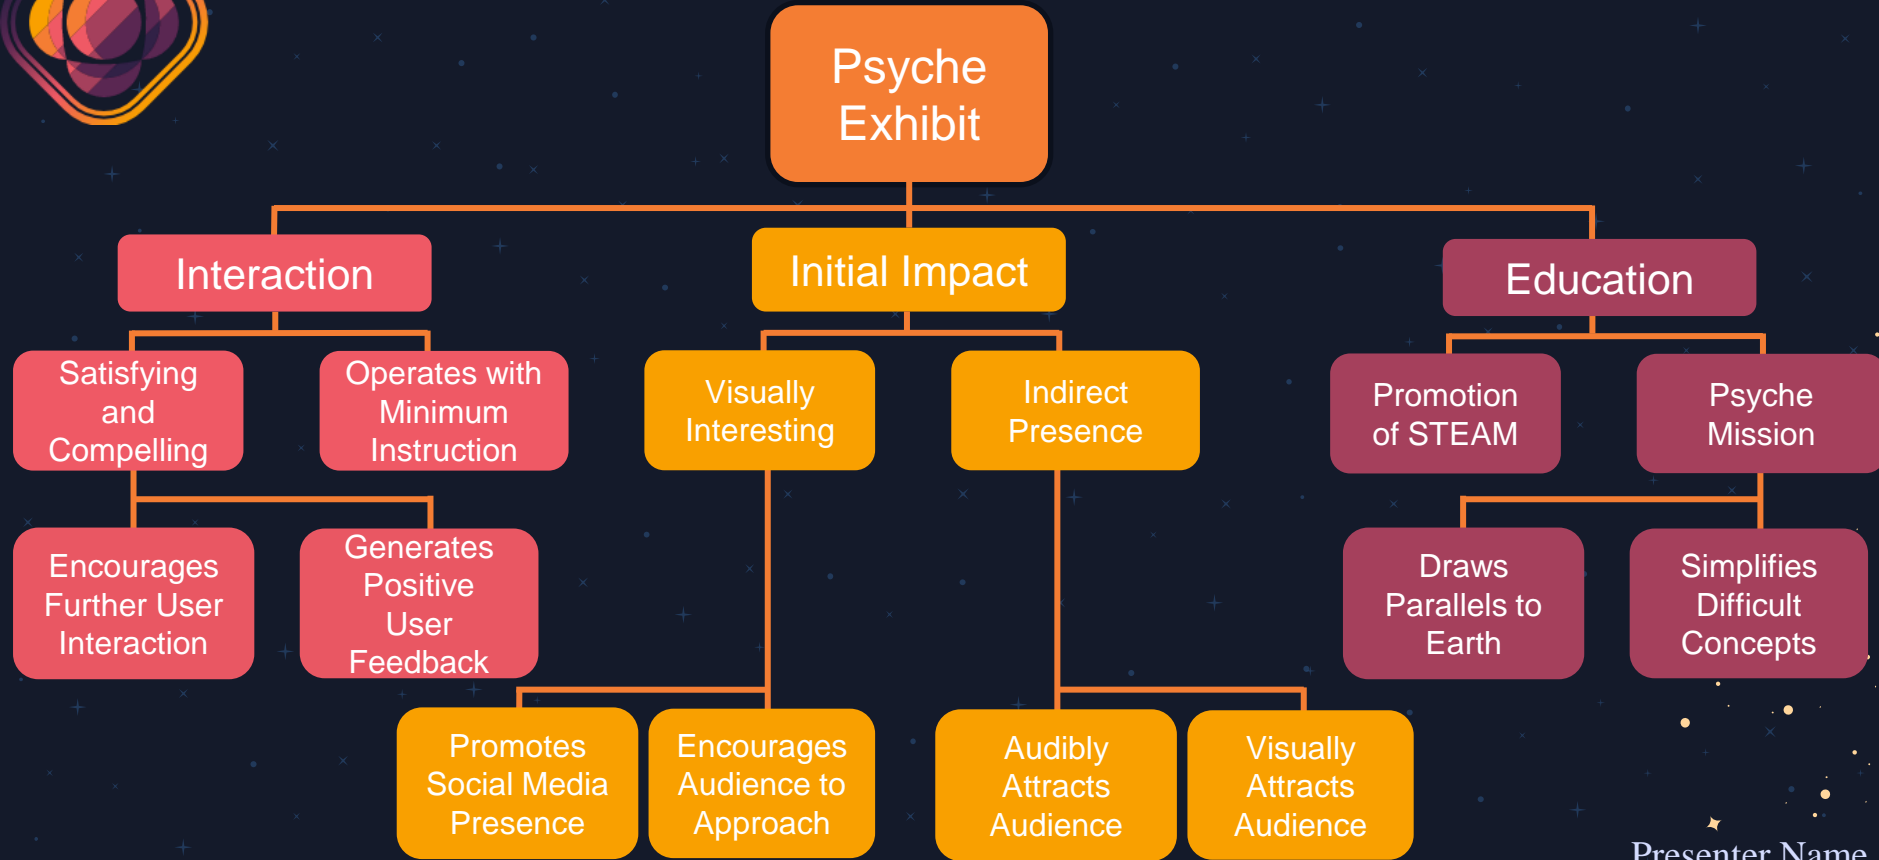 Psyche
Exhibit
Interaction
Initial Impact
Education
Satisfying
and
Compelling
Operates with
Minimum
Instruction
Visually
Interesting
Indirect
Presence
Promotion
of STEAM
Psyche
Mission
Encourages
Further User
Interaction
Generates
Positive
User
Feedback
Draws
Parallels to
Earth
Simplifies
Difficult
Concepts
Promotes
Social Media
Presence
Encourages
Audience to
Approach
Audibly
Attracts
Audience
Visually
Attracts
Audience
Presenter Name